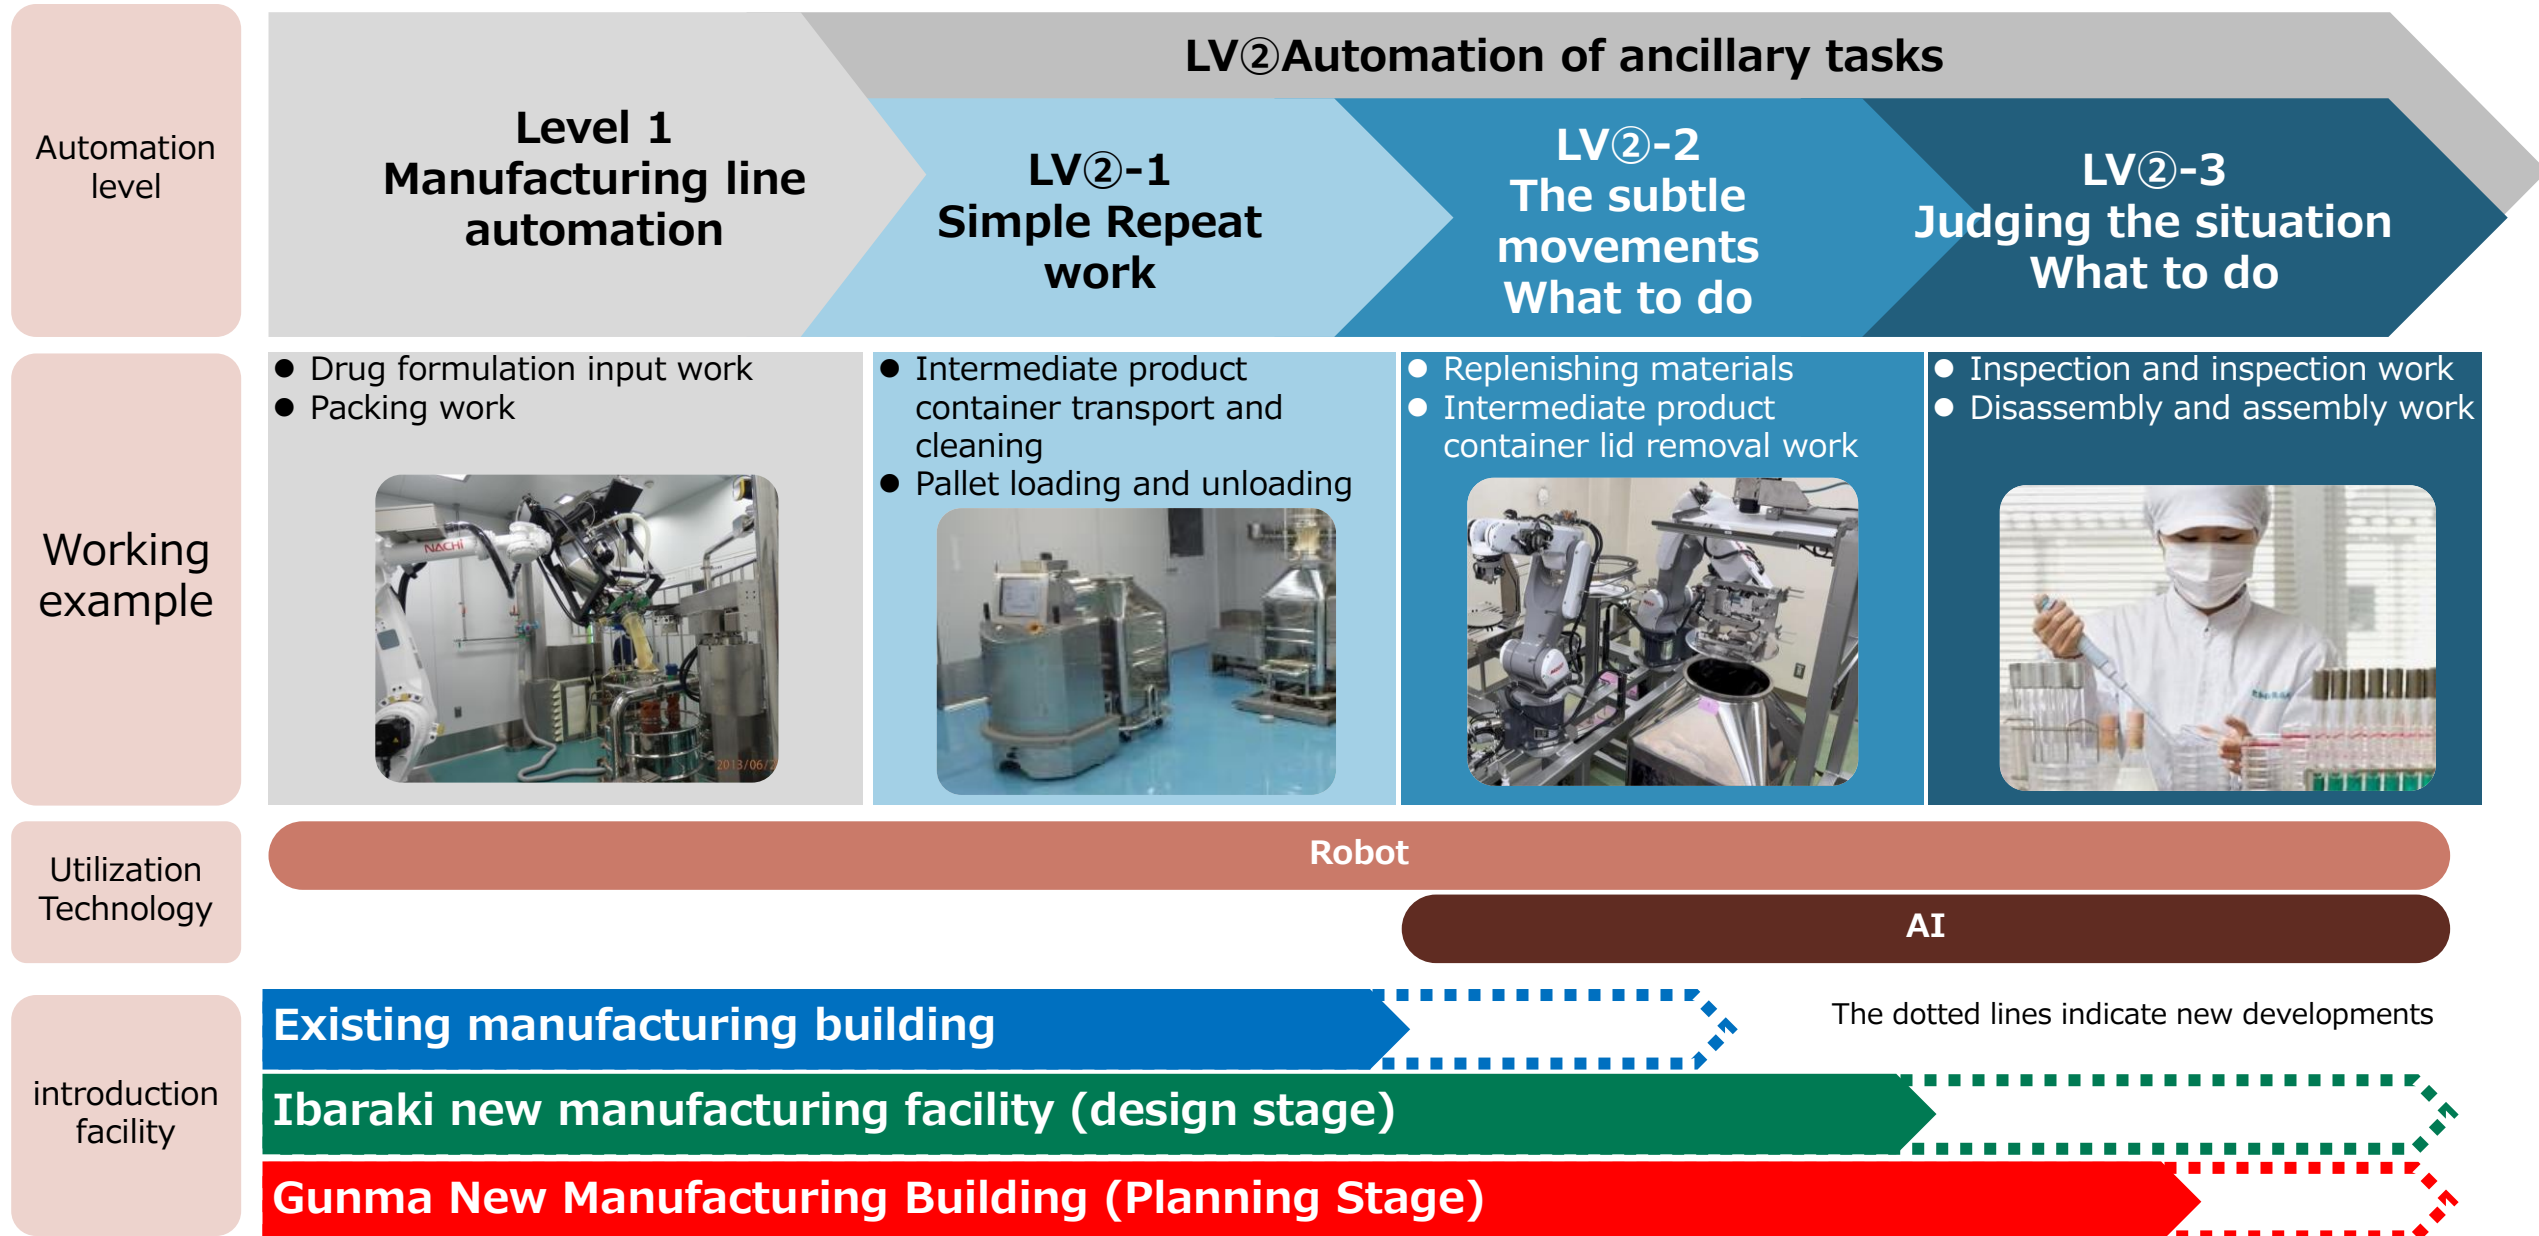 Automation
level
LV②Automation of ancillary tasks
Level 1
Manufacturing line
automation
LV②-1
Simple Repeat
work
LV②-2
The subtle
movements
What to do
LV②-3
Judging the situation
What to do
Working
example
● Drug formulation input work
● Packing work
NACHI
2013/06/2
● Intermediate product
container transport and
cleaning
● Pallet loading and unloading
● Replenishing materials
● Intermediate product
container lid removal work
● Inspection and inspection work
● Disassembly and assembly work
Utilization
Technology
Robot
AI
introduction
facility
Existing manufacturing building
The dotted lines indicate new developments
Ibaraki new manufacturing facility (design stage)
Gunma New Manufacturing Building (Planning Stage)